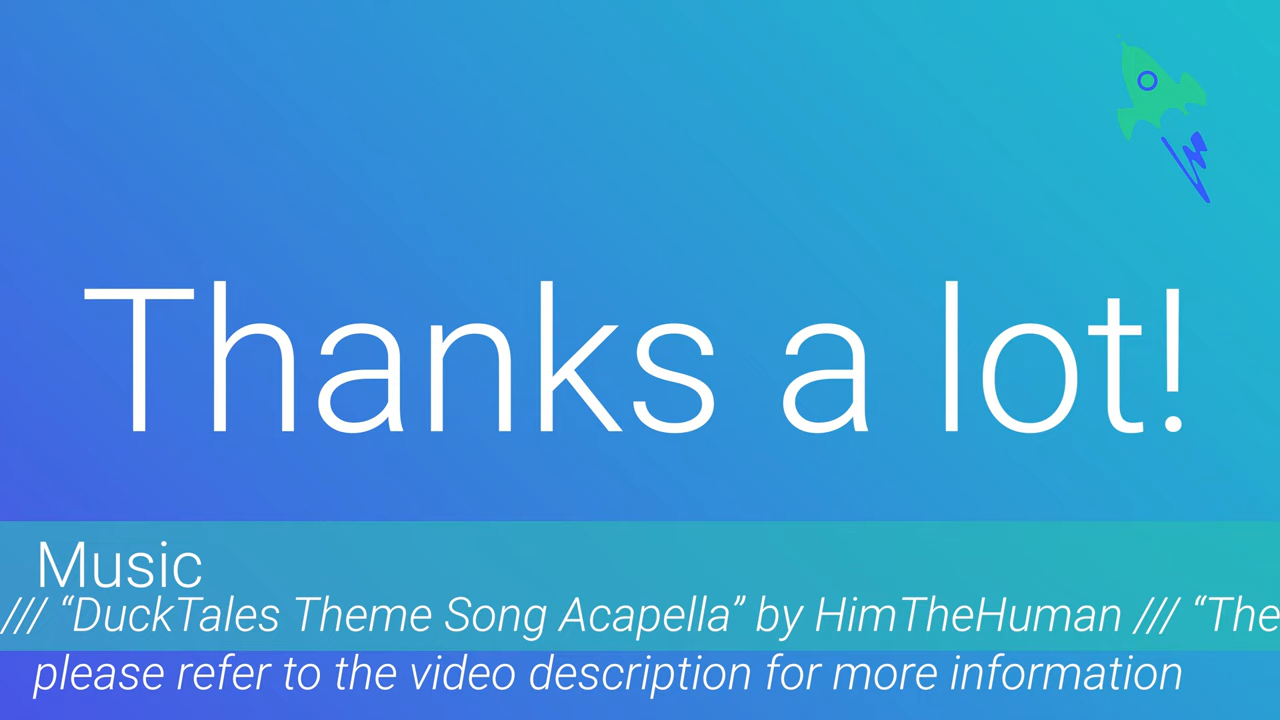 Thanks a lot!
Music
/// “DuckTales Theme Song Acapella” by HimTheHuman /// “The
please refer to the video description for more information